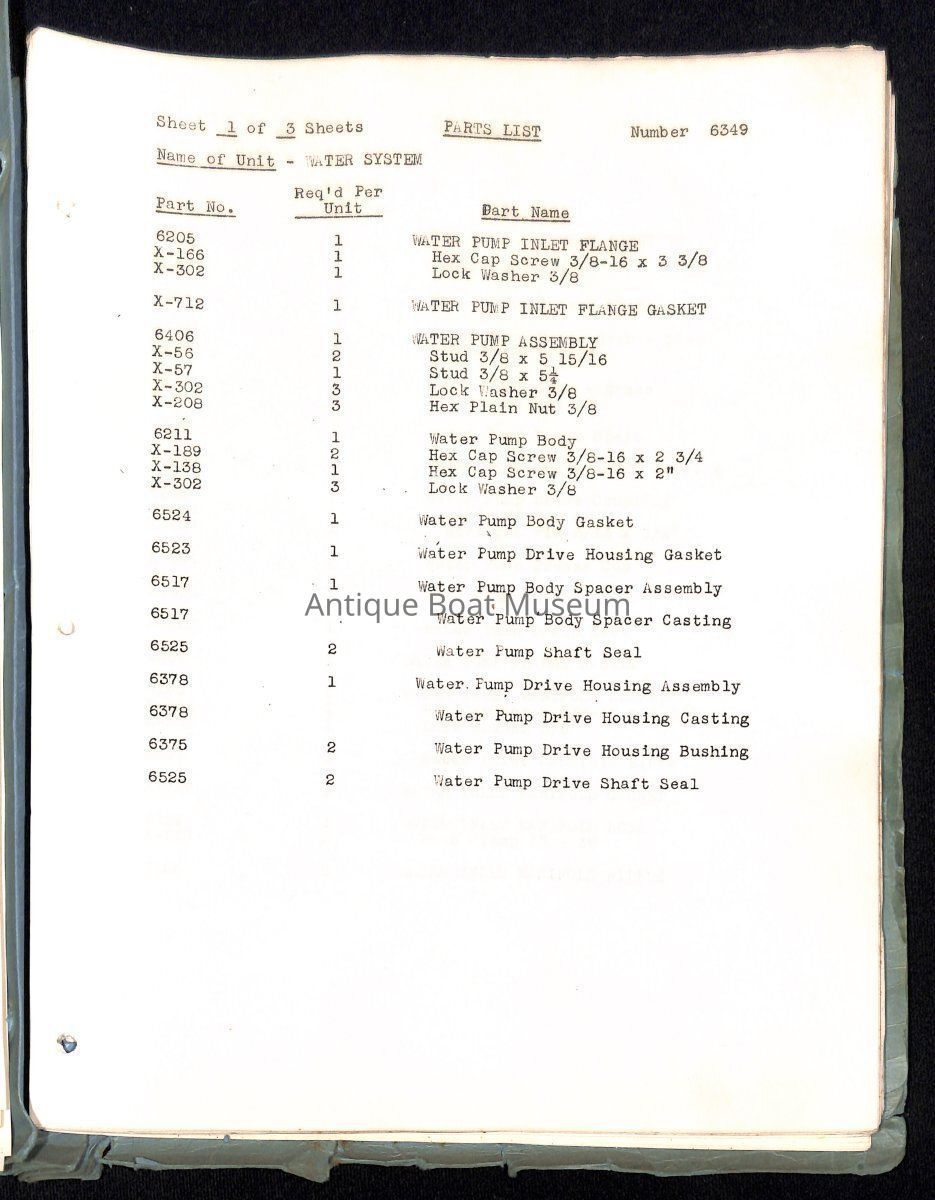 Sheet 1 of 3 Sheets PARTS LIST Number 6349
Name of Unit - WATER SYSTEM
Part No. Req'd Per Unit Part Name
6205 1 WATER PUMP INLET FLANGE
X-166 1 Hex Cap Screw 3/8-16 x 3 3/8
X-302 1 Lock Washer 3/8
X-712 1 WATER PUMP INLET FLANGE GASKET
6406 1 WATER PUMP ASSEMBLY
X-56 2 Stud 3/8 x 5 15/16
X-57 1 Stud 3/8 x 5¼
X-302 3 Lock Washer 3/8
X-208 3 Hex Plain Nut 3/8
6211 1 Water Pump Body
X-189 2 Hex Cap Screw 3/8-16 x 2 3/4
X-138 1 Hex Cap Screw 3/8-16 x 2"
X-302 3 Lock Washer 3/8
6524 1 Water Pump Body Gasket
6523 1 Water Pump Drive Housing Gasket
6517 1 Water Pump Body Spacer Assembly
Antique Boat Museum
6517 Water Pump Body Spacer Casting
6525 2 Water Pump Shaft Seal
6378 1 Water Pump Drive Housing Assembly
6378 Water Pump Drive Housing Casting
6375 2 Water Pump Drive Housing Bushing
6525 2 Water Pump Drive Shaft Seal